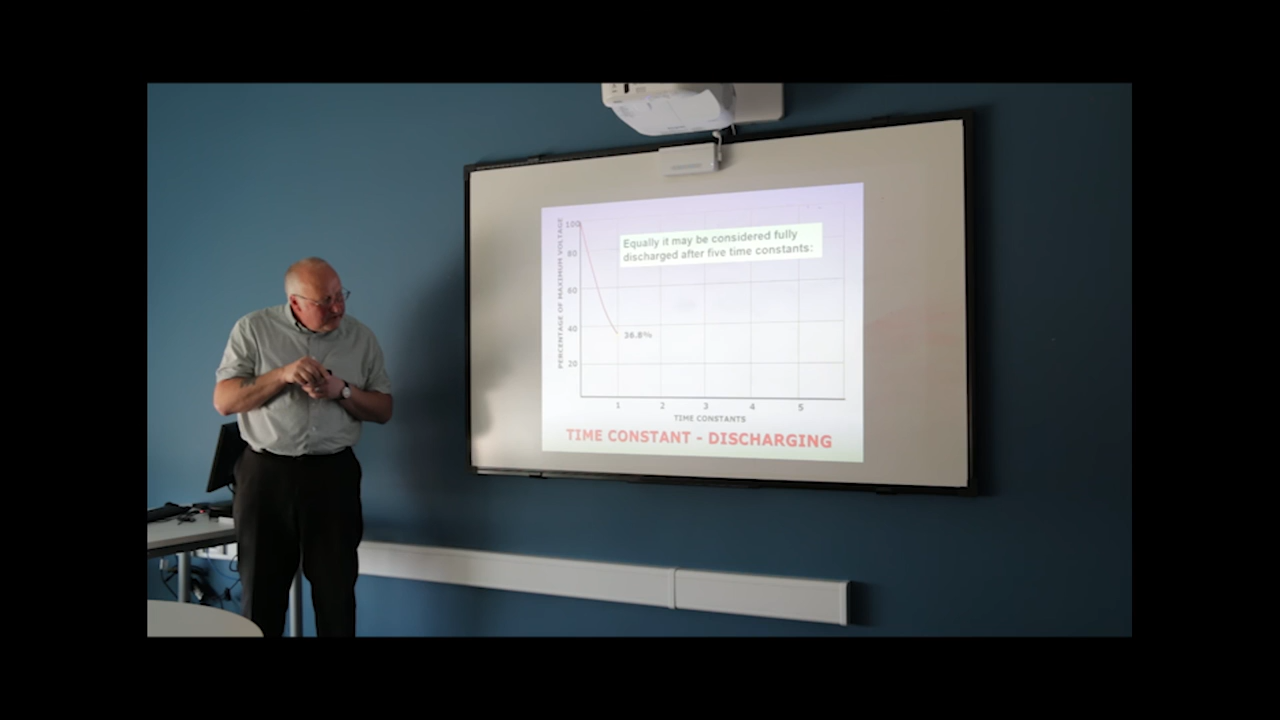 Equally it may be considered fully
discharged after five time constants:
PERCENTAGE OF MAXIMUM VOLTAGE
100
80
60
40
20
36.8%
1 2 3 4 5
TIME CONSTANTS
TIME CONSTANT - DISCHARGING